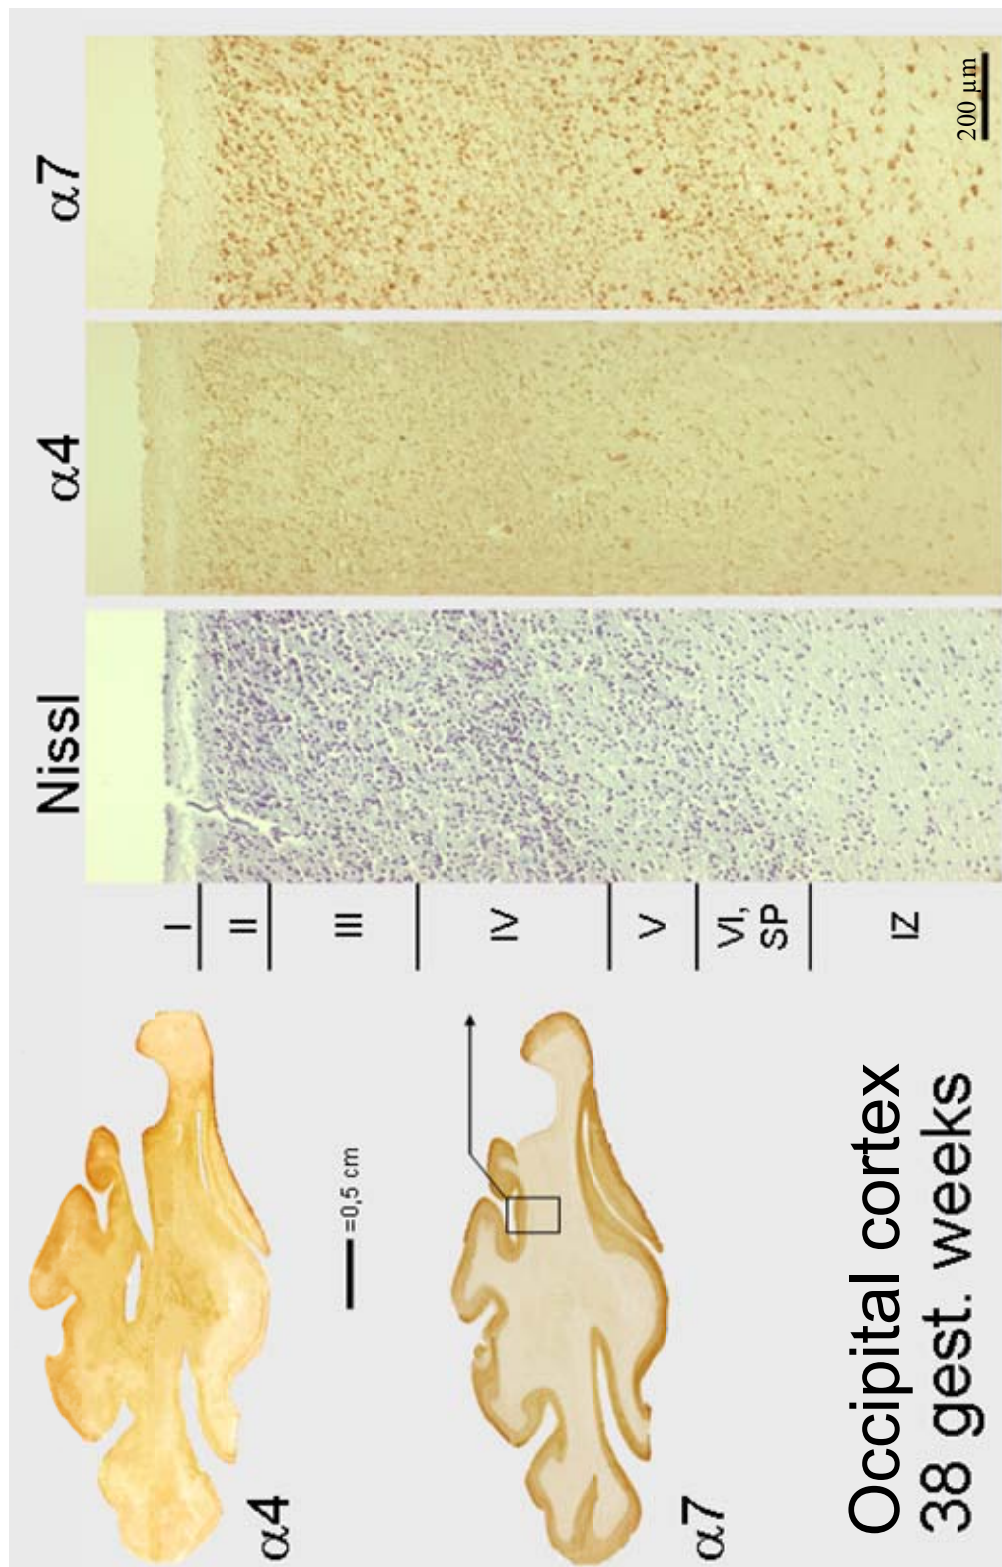 α4
=0,5 cm
α7
Occipital cortex
38 gest. weeks
Nissl
α4
α7
I
II
III
IV
V
VI,
SP
IZ
200 µm